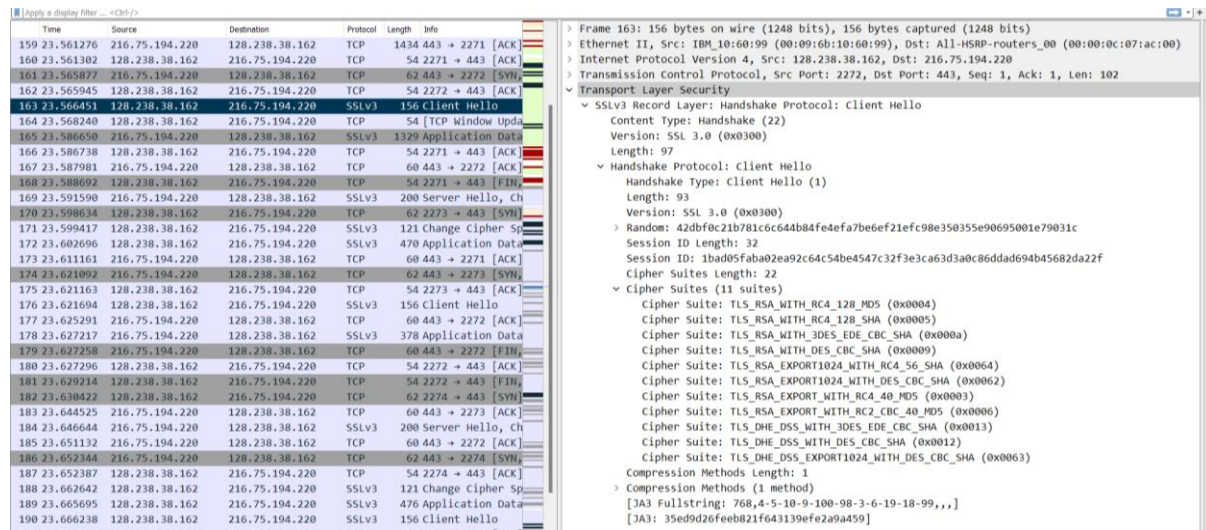 Apply a display filter ... <Ctrl-/>
Time Source Destination Protocol Length Info
159 23.561276 216.75.194.220 128.238.38.162 TCP 1434 443 → 2271 [ACK]
160 23.561302 128.238.38.162 216.75.194.220 TCP 54 2271 → 443 [ACK]
161 23.565877 216.75.194.220 128.238.38.162 TCP 62 443 → 2272 [SYN,
162 23.565945 128.238.38.162 216.75.194.220 TCP 54 2272 → 443 [ACK]
163 23.566451 128.238.38.162 216.75.194.220 SSLv3 156 Client Hello
164 23.568240 128.238.38.162 216.75.194.220 TCP 54 [TCP Window Upda
165 23.586650 216.75.194.220 128.238.38.162 SSLv3 1329 Application Data
166 23.586738 128.238.38.162 216.75.194.220 TCP 54 2271 → 443 [ACK]
167 23.587981 216.75.194.220 128.238.38.162 TCP 60 443 → 2272 [ACK]
168 23.588692 128.238.38.162 216.75.194.220 TCP 54 2271 → 443 [FIN,
169 23.591590 216.75.194.220 128.238.38.162 SSLv3 200 Server Hello, Ch
170 23.598634 128.238.38.162 216.75.194.220 TCP 62 2273 → 443 [SYN]
171 23.599417 128.238.38.162 216.75.194.220 SSLv3 121 Change Cipher Sp
172 23.602696 128.238.38.162 216.75.194.220 SSLv3 470 Application Data
173 23.611161 216.75.194.220 128.238.38.162 TCP 60 443 → 2271 [ACK]
174 23.621092 216.75.194.220 128.238.38.162 TCP 62 443 → 2273 [SYN,
175 23.621163 128.238.38.162 216.75.194.220 TCP 54 2273 → 443 [ACK]
176 23.621694 128.238.38.162 216.75.194.220 SSLv3 156 Client Hello
177 23.625291 216.75.194.220 128.238.38.162 TCP 60 443 → 2272 [ACK]
178 23.627217 216.75.194.220 128.238.38.162 SSLv3 378 Application Data
179 23.627258 216.75.194.220 128.238.38.162 TCP 60 443 → 2272 [FIN,
180 23.627296 128.238.38.162 216.75.194.220 TCP 54 2272 → 443 [ACK]
181 23.629214 128.238.38.162 216.75.194.220 TCP 54 2272 → 443 [FIN,
182 23.630422 128.238.38.162 216.75.194.220 TCP 62 2274 → 443 [SYN]
183 23.644525 216.75.194.220 128.238.38.162 TCP 60 443 → 2273 [ACK]
184 23.646644 216.75.194.220 128.238.38.162 SSLv3 200 Server Hello, Ch
185 23.651132 216.75.194.220 128.238.38.162 TCP 60 443 → 2272 [ACK]
186 23.652344 216.75.194.220 128.238.38.162 TCP 62 443 → 2274 [SYN,
187 23.652387 128.238.38.162 216.75.194.220 TCP 54 2274 → 443 [ACK]
188 23.662642 128.238.38.162 216.75.194.220 SSLv3 121 Change Cipher Sp
189 23.665695 128.238.38.162 216.75.194.220 SSLv3 476 Application Data
190 23.666238 128.238.38.162 216.75.194.220 SSLv3 156 Client Hello
Frame 163: 156 bytes on wire (1248 bits), 156 bytes captured (1248 bits)
Ethernet II, Src: IBM_10:60:99 (00:09:6b:10:60:99), Dst: All-HSRP-routers_00 (00:00:0c:07:ac:00)
Internet Protocol Version 4, Src: 128.238.38.162, Dst: 216.75.194.220
Transmission Control Protocol, Src Port: 2272, Dst Port: 443, Seq: 1, Ack: 1, Len: 102
Transport Layer Security
SSLv3 Record Layer: Handshake Protocol: Client Hello
Content Type: Handshake (22)
Version: SSL 3.0 (0x0300)
Length: 97
Handshake Protocol: Client Hello
Handshake Type: Client Hello (1)
Length: 93
Version: SSL 3.0 (0x0300)
Random: 42dbf0c21b781c6c644b84fe4efa7be6ef21efc98e350355e90695001e79031c
Session ID Length: 32
Session ID: 1bad05faba02ea92c64c54be4547c32f3e3ca63d3a0c86ddad694b45682da22f
Cipher Suites Length: 22
Cipher Suites (11 suites)
Cipher Suite: TLS_RSA_WITH_RC4_128_MD5 (0x0004)
Cipher Suite: TLS_RSA_WITH_RC4_128_SHA (0x0005)
Cipher Suite: TLS_RSA_WITH_3DES_EDE_CBC_SHA (0x000a)
Cipher Suite: TLS_RSA_WITH_DES_CBC_SHA (0x0009)
Cipher Suite: TLS_RSA_EXPORT1024_WITH_RC4_56_SHA (0x0064)
Cipher Suite: TLS_RSA_EXPORT1024_WITH_DES_CBC_SHA (0x0062)
Cipher Suite: TLS_RSA_EXPORT_WITH_RC4_40_MD5 (0x0003)
Cipher Suite: TLS_RSA_EXPORT_WITH_RC2_CBC_40_MD5 (0x0006)
Cipher Suite: TLS_DHE_DSS_WITH_3DES_EDE_CBC_SHA (0x0013)
Cipher Suite: TLS_DHE_DSS_WITH_DES_CBC_SHA (0x0012)
Cipher Suite: TLS_DHE_DSS_EXPORT1024_WITH_DES_CBC_SHA (0x0063)
Compression Methods Length: 1
Compression Methods (1 method)
[JA3 Fullstring: 768,4-5-10-9-100-98-3-6-19-18-99,,,]
[JA3: 35ed9d26feeb821f643139efe2a9a459]